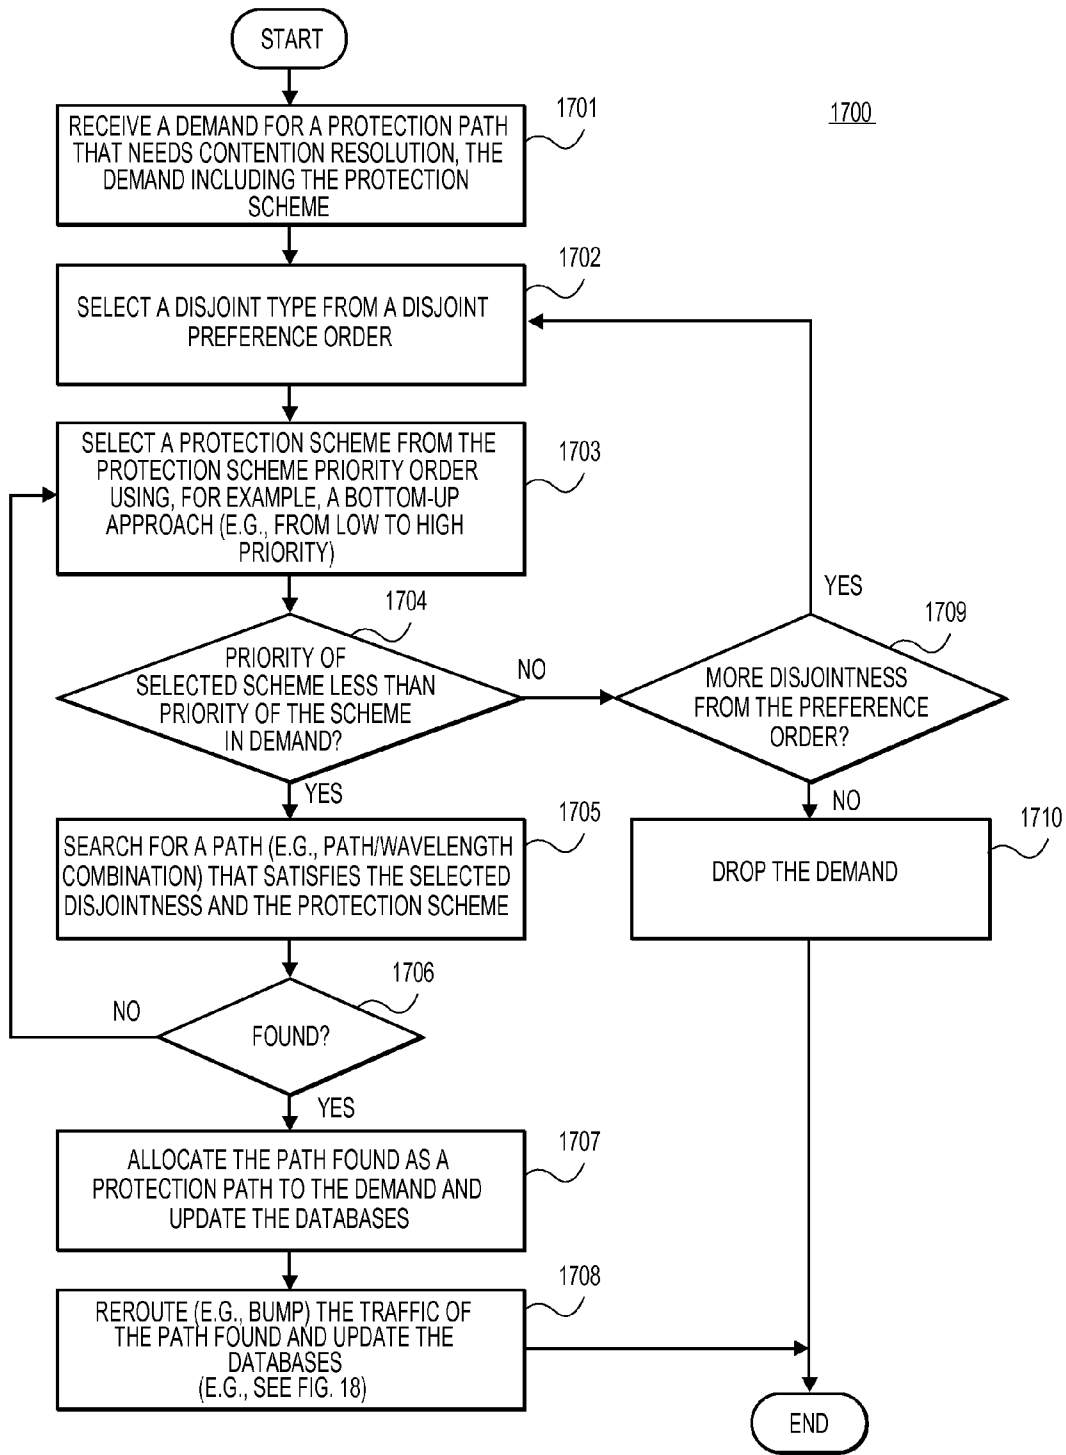 START
1700
1701
RECEIVE A DEMAND FOR A PROTECTION PATH
THAT NEEDS CONTENTION RESOLUTION, THE
DEMAND INCLUDING THE PROTECTION
SCHEME
1702
SELECT A DISJOINT TYPE FROM A DISJOINT
PREFERENCE ORDER
1703
SELECT A PROTECTION SCHEME FROM THE
PROTECTION SCHEME PRIORITY ORDER
USING, FOR EXAMPLE, A BOTTOM-UP
APPROACH (E.G., FROM LOW TO HIGH
PRIORITY)
1704
PRIORITY OF
SELECTED SCHEME LESS THAN
PRIORITY OF THE SCHEME
IN DEMAND?
NO
YES
YES
1709
MORE DISJOINTNESS
FROM THE PREFERENCE
ORDER?
NO
1705
SEARCH FOR A PATH (E.G., PATH/WAVELENGTH
COMBINATION) THAT SATISFIES THE SELECTED
DISJOINTNESS AND THE PROTECTION SCHEME
1710
DROP THE DEMAND
1706
FOUND?
NO
YES
1707
ALLOCATE THE PATH FOUND AS A
PROTECTION PATH TO THE DEMAND AND
UPDATE THE DATABASES
1708
REROUTE (E.G., BUMP) THE TRAFFIC OF
THE PATH FOUND AND UPDATE THE
DATABASES
(E.G., SEE FIG. 18)
END